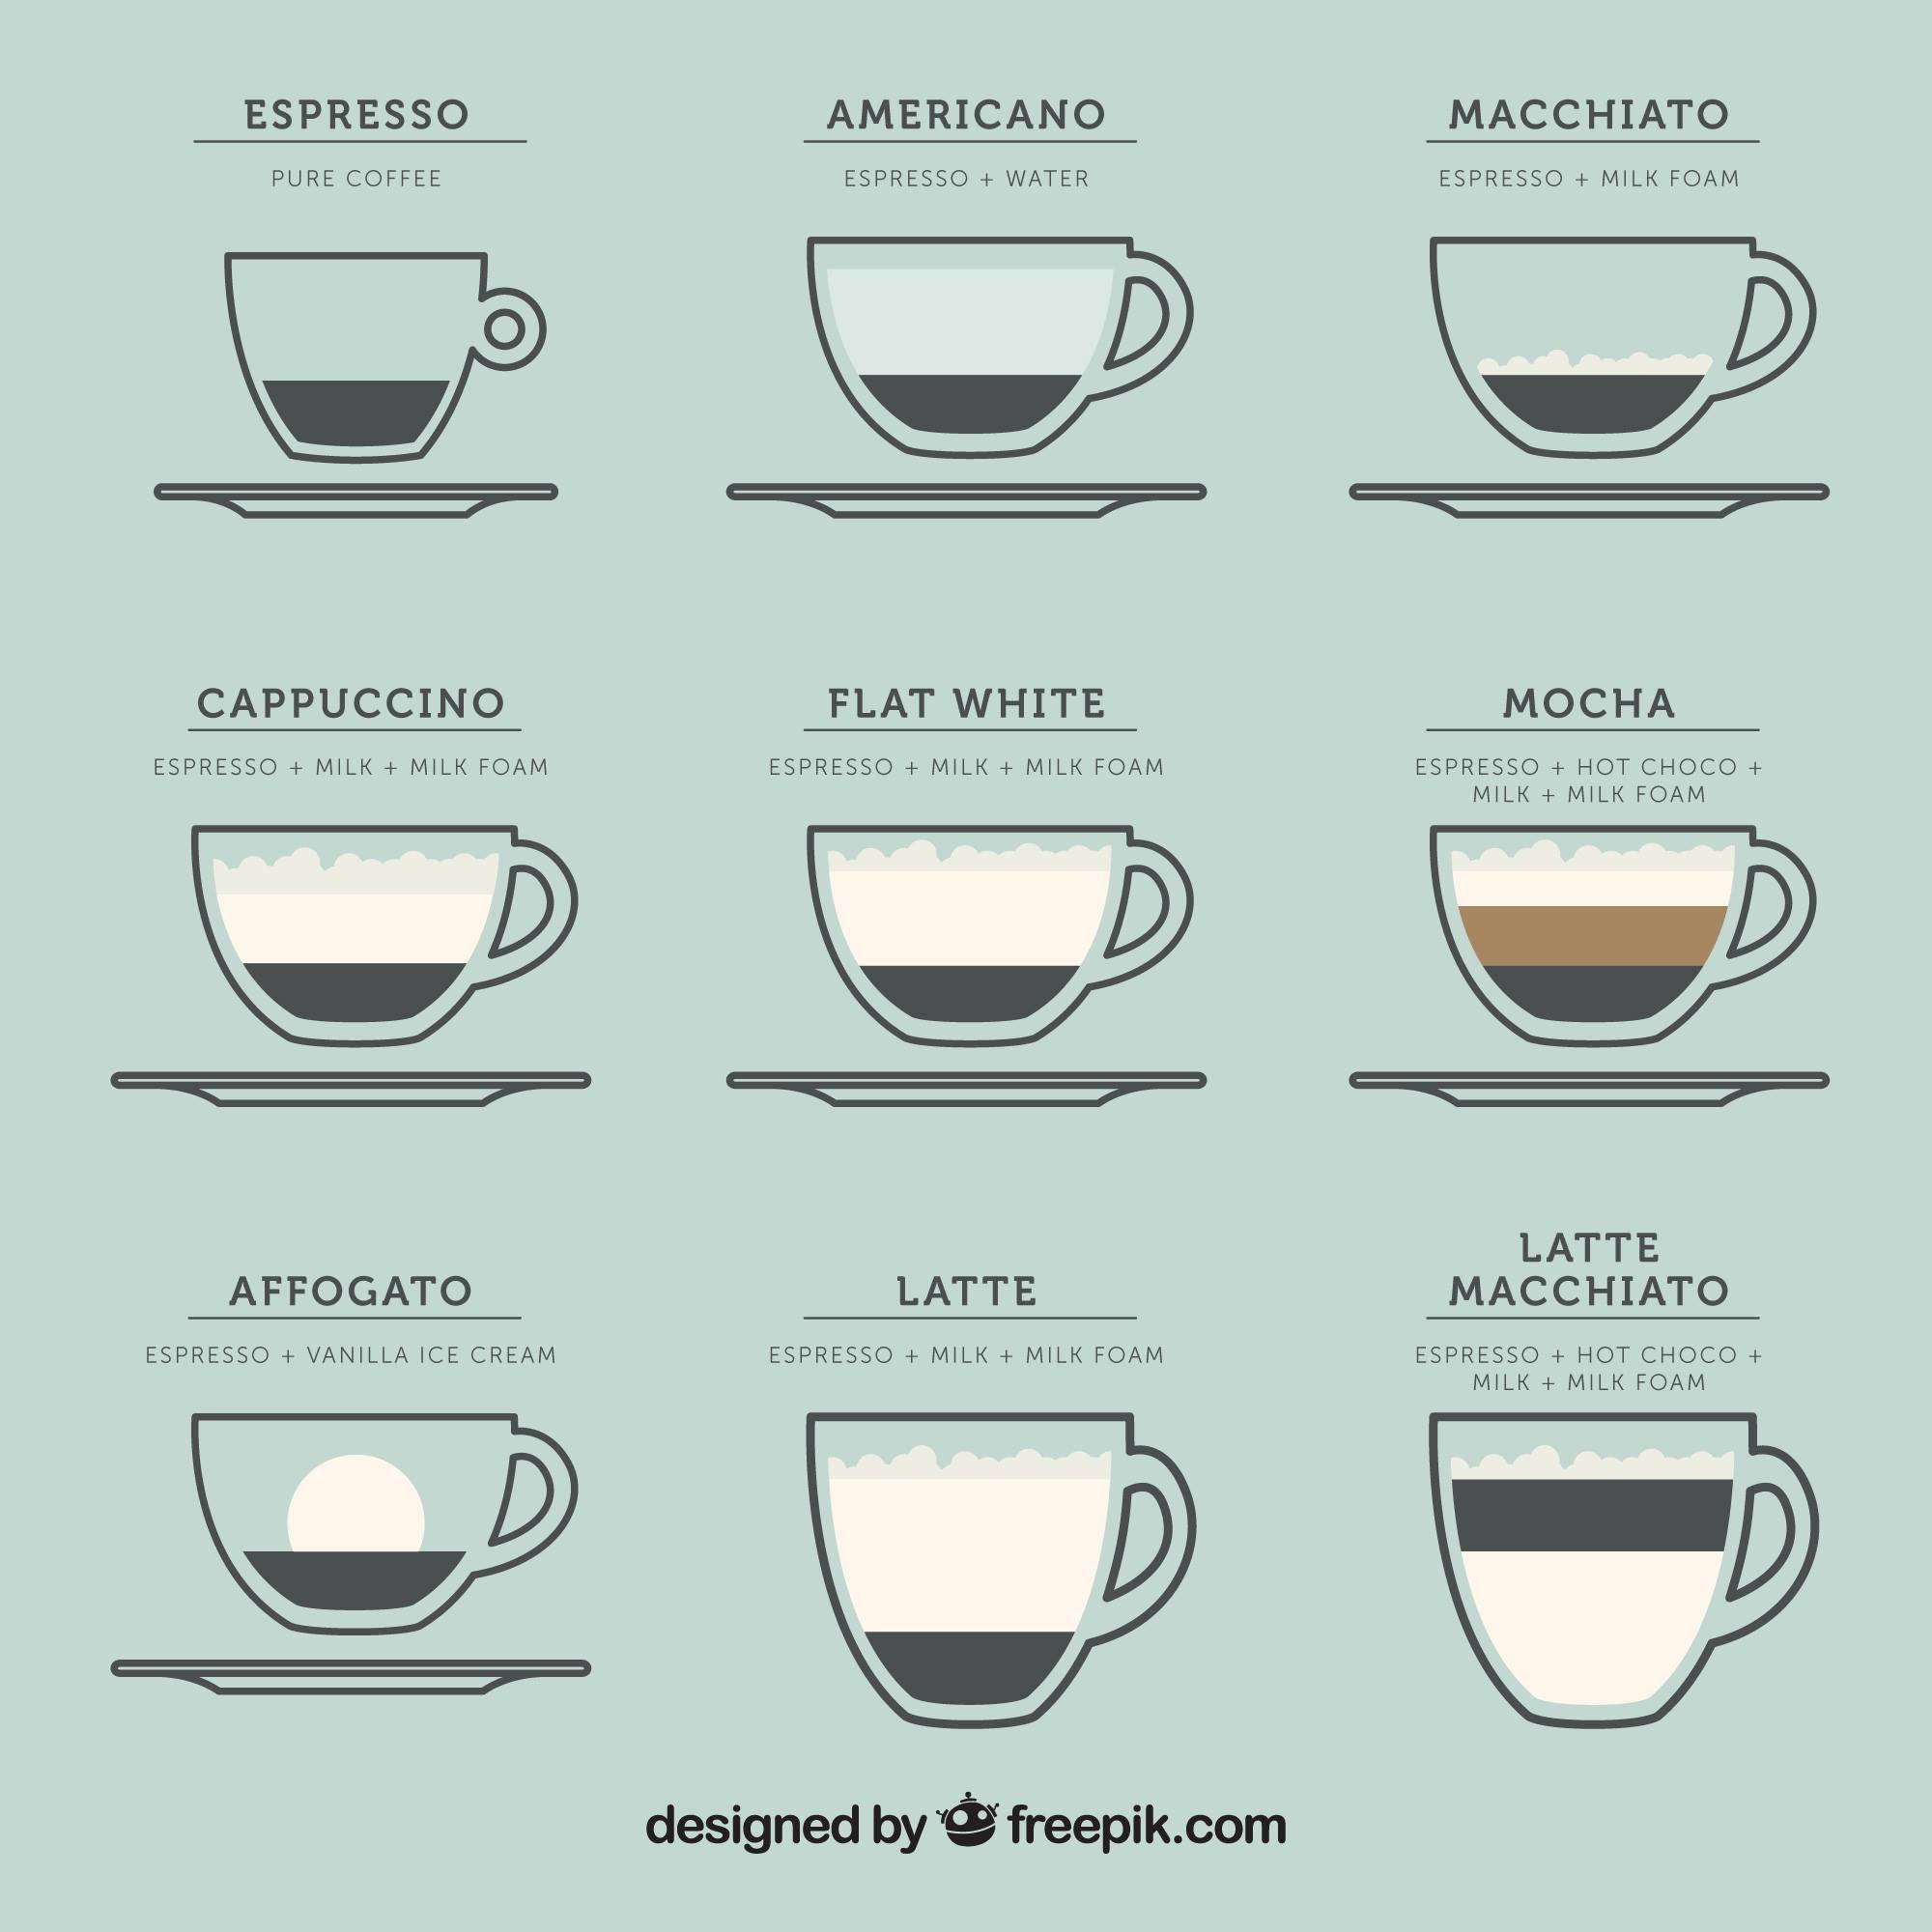 ESPRESSO
PURE COFFEE
AMERICANO
ESPRESSO + WATER
MACCHIATO
ESPRESSO + MILK FOAM
CAPPUCCINO
ESPRESSO + MILK + MILK FOAM
FLAT WHITE
ESPRESSO + MILK + MILK FOAM
MOCHA
ESPRESSO + HOT CHOCO +
MILK + MILK FOAM
AFFOGATO
ESPRESSO + VANILLA ICE CREAM
LATTE
ESPRESSO + MILK + MILK FOAM
LATTE
MACCHIATO
ESPRESSO + HOT CHOCO +
MILK + MILK FOAM
designed by freepik.com